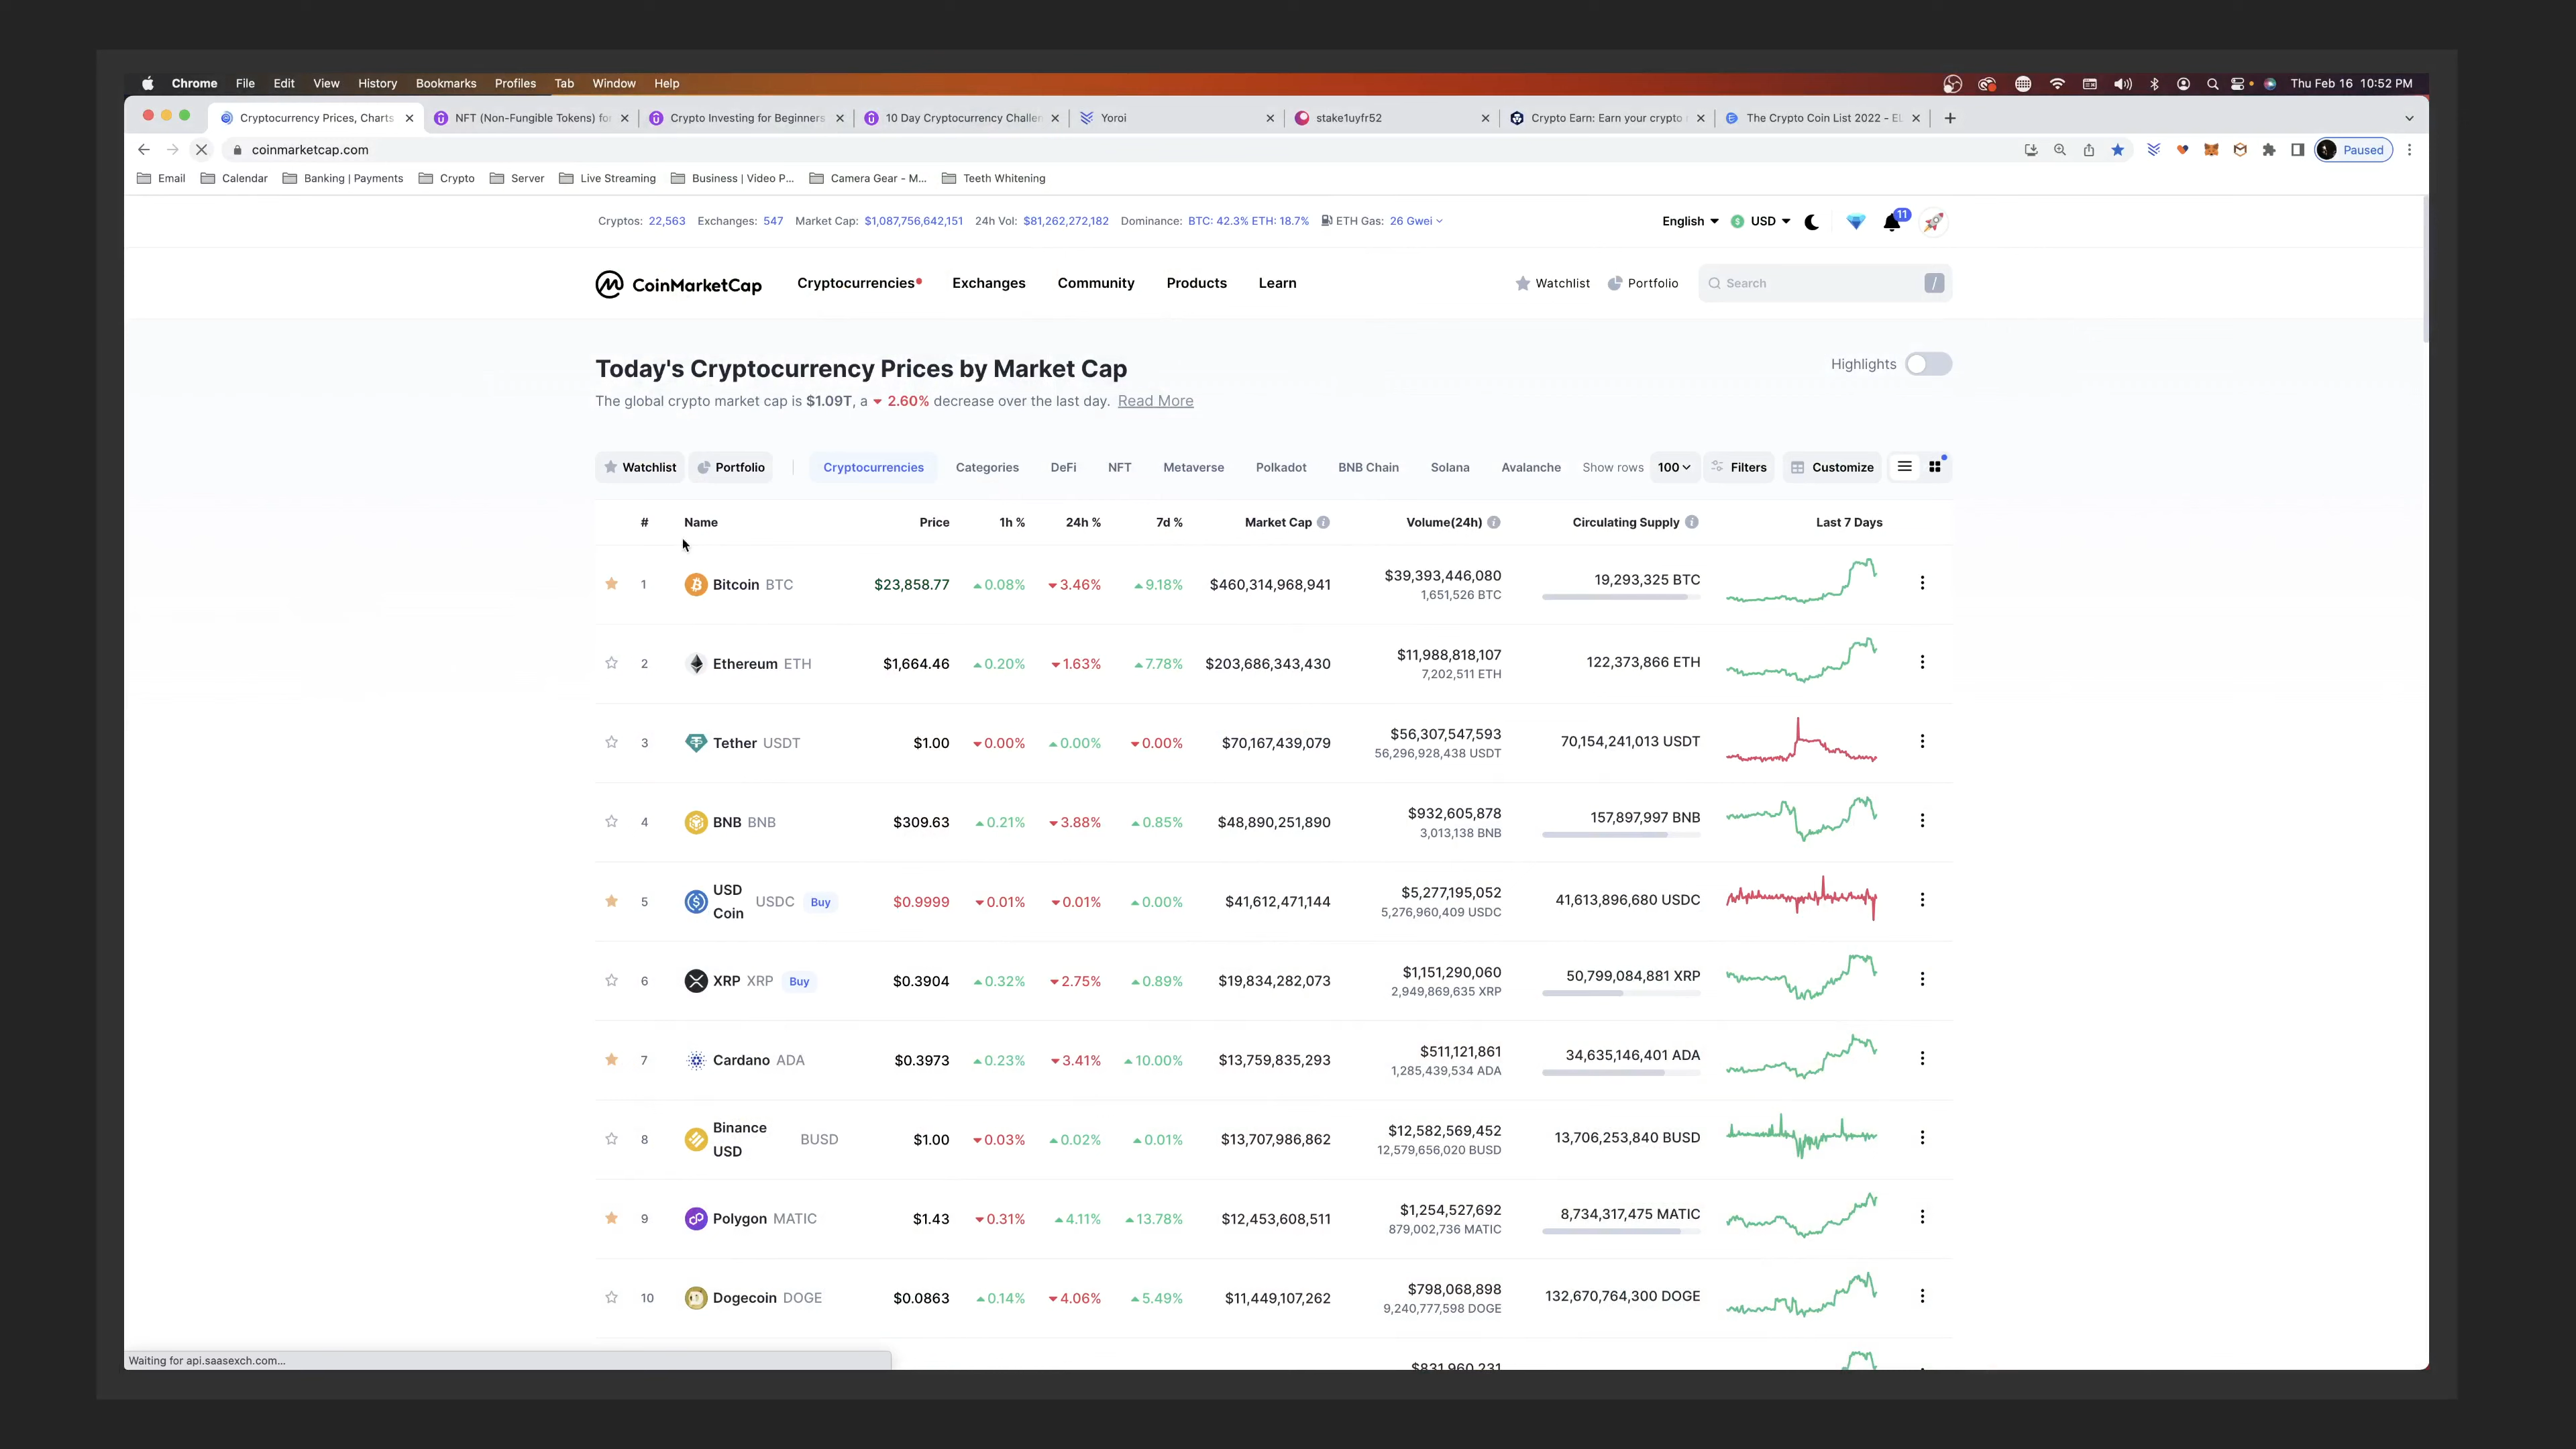 Chrome File Edit View History Bookmarks Profiles Tab Window Help Thu Feb 16 10:52 PM
Cryptocurrency Prices, Charts NFT (Non-Fungible Tokens) for Crypto Investing for Beginners 10 Day Cryptocurrency Challen Yoroi stake1uyfr52 Crypto Earn: Earn your crypto The Crypto Coin List 2022 - EL
coinmarketcap.com Paused
Email Calendar Banking | Payments Crypto Server Live Streaming Business | Video P... Camera Gear - M... Teeth Whitening
Cryptos: 22,563 Exchanges: 547 Market Cap: $1,087,756,642,151 24h Vol: $81,262,272,182 Dominance: BTC: 42.3% ETH: 18.7% ETH Gas: 26 Gwei English USD 11
CoinMarketCap Cryptocurrencies Exchanges Community Products Learn Watchlist Portfolio Search /
Today's Cryptocurrency Prices by Market Cap Highlights
The global crypto market cap is $1.09T, a 2.60% decrease over the last day. Read More
Watchlist Portfolio Cryptocurrencies Categories DeFi NFT Metaverse Polkadot BNB Chain Solana Avalanche Show rows 100 Filters Customize
# Name Price 1h % 24h % 7d % Market Cap Volume(24h) Circulating Supply Last 7 Days
1 Bitcoin BTC $23,858.77 0.08% 3.46% 9.18% $460,314,968,941 $39,393,446,080 19,293,325 BTC
1,651,526 BTC
2 Ethereum ETH $1,664.46 0.20% 1.63% 7.78% $203,686,343,430 $11,988,818,107 122,373,866 ETH
7,202,511 ETH
3 Tether USDT $1.00 0.00% 0.00% 0.00% $70,167,439,079 $56,307,547,593 70,154,241,013 USDT
56,296,928,438 USDT
4 BNB BNB $309.63 0.21% 3.88% 0.85% $48,890,251,890 $932,605,878 157,897,997 BNB
3,013,138 BNB
5 USD Coin USDC Buy $0.9999 0.01% 0.01% 0.00% $41,612,471,144 $5,277,195,052 41,613,896,680 USDC
5,276,960,409 USDC
6 XRP XRP Buy $0.3904 0.32% 2.75% 0.89% $19,834,282,073 $1,151,290,060 50,799,084,881 XRP
2,949,869,635 XRP
7 Cardano ADA $0.3973 0.23% 3.41% 10.00% $13,759,835,293 $511,121,861 34,635,146,401 ADA
1,285,439,534 ADA
8 Binance USD BUSD $1.00 0.03% 0.02% 0.01% $13,707,986,862 $12,582,569,452 13,706,253,840 BUSD
12,579,656,020 BUSD
9 Polygon MATIC $1.43 0.31% 4.11% 13.78% $12,453,608,511 $1,254,527,692 8,734,317,475 MATIC
879,002,736 MATIC
10 Dogecoin DOGE $0.0863 0.14% 4.06% 5.49% $11,449,107,262 $798,068,898 132,670,764,300 DOGE
9,240,777,598 DOGE
Waiting for api.saasexch.com...
$831,960,231